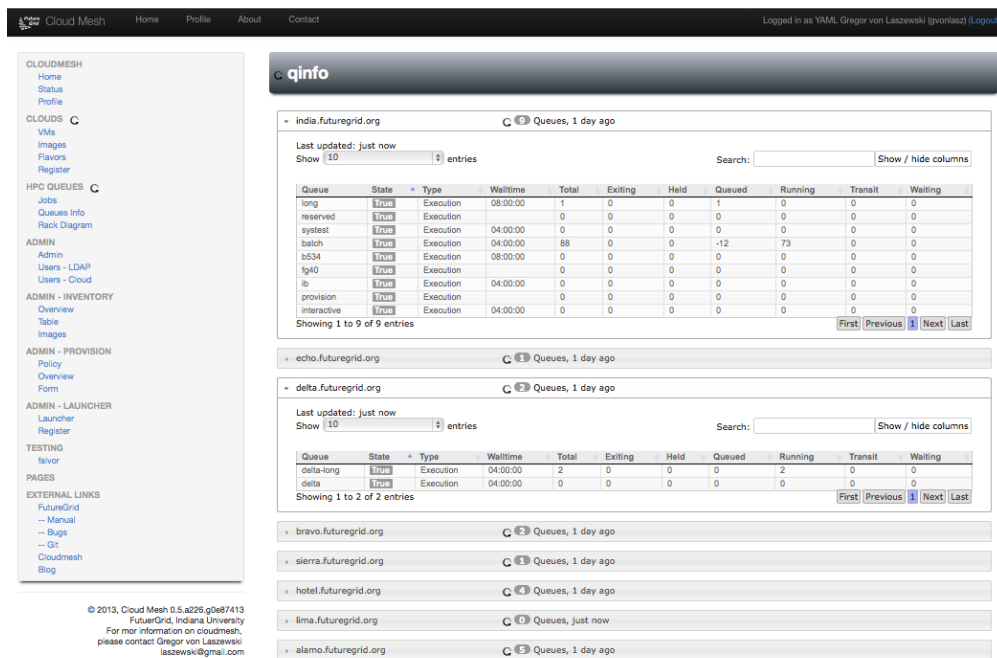 Future Grid Cloud Mesh Home Profile About Contact Logged in as YAML Gregor von Laszewski (gvonlasz) (Logout
CLOUDMESH
Home
Status
Profile
CLOUDS
VMs
Images
Flavors
Register
HPC QUEUES
Jobs
Queues Info
Rack Diagram
ADMIN
Admin
Users - LDAP
Users - Cloud
ADMIN - INVENTORY
Overview
Table
Images
ADMIN - PROVISION
Policy
Overview
Form
ADMIN - LAUNCHER
Launcher
Register
TESTING
falvor
PAGES
EXTERNAL LINKS
FutureGrid
-- Manual
-- Bugs
-- Git
Cloudmesh
Blog
© 2013, Cloud Mesh 0.5.a226.g0e87413
FutuerGrid, Indiana University
For mor information on cloudmesh,
please contact Gregor von Laszewski
laszewski@gmail.com
qinfo
india.futuregrid.org 9 Queues, 1 day ago
Last updated: just now
Show 10 entries Search: Show / hide columns
Queue State Type Walltime Total Exiting Held Queued Running Transit Waiting
long True Execution 08:00:00 1 0 0 1 0 0 0
reserved True Execution 0 0 0 0 0 0 0
systest True Execution 04:00:00 0 0 0 0 0 0 0
batch True Execution 04:00:00 88 0 0 -12 73 0 0
b534 True Execution 08:00:00 0 0 0 0 0 0 0
fg40 True Execution 0 0 0 0 0 0 0
ib True Execution 04:00:00 0 0 0 0 0 0 0
provision True Execution 0 0 0 0 0 0 0
interactive True Execution 04:00:00 0 0 0 0 0 0 0
Showing 1 to 9 of 9 entries First Previous 1 Next Last
echo.futuregrid.org 1 Queues, 1 day ago
delta.futuregrid.org 2 Queues, 1 day ago
Last updated: just now
Show 10 entries Search: Show / hide columns
Queue State Type Walltime Total Exiting Held Queued Running Transit Waiting
delta-long True Execution 04:00:00 2 0 0 0 2 0 0
delta True Execution 04:00:00 0 0 0 0 0 0 0
Showing 1 to 2 of 2 entries First Previous 1 Next Last
bravo.futuregrid.org 2 Queues, 1 day ago
sierra.futuregrid.org 1 Queues, 1 day ago
hotel.futuregrid.org 4 Queues, 1 day ago
lima.futuregrid.org 0 Queues, just now
alamo.futuregrid.org 5 Queues, 1 day ago